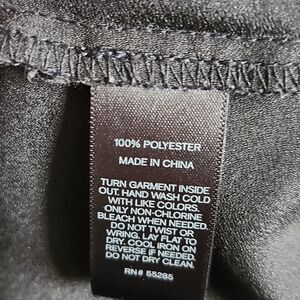 100% POLYESTER
MADE IN CHINA
TURN GARMENT INSIDE
OUT. HAND WASH COLD
WITH LIKE COLORS.
ONLY NON-CHLORINE
BLEACH WHEN NEEDED.
DO NOT TWIST OR
WRING. LAY FLAT TO
DRY. COOL IRON ON
REVERSE IF NEEDED.
DO NOT DRY CLEAN.
RN# 55285